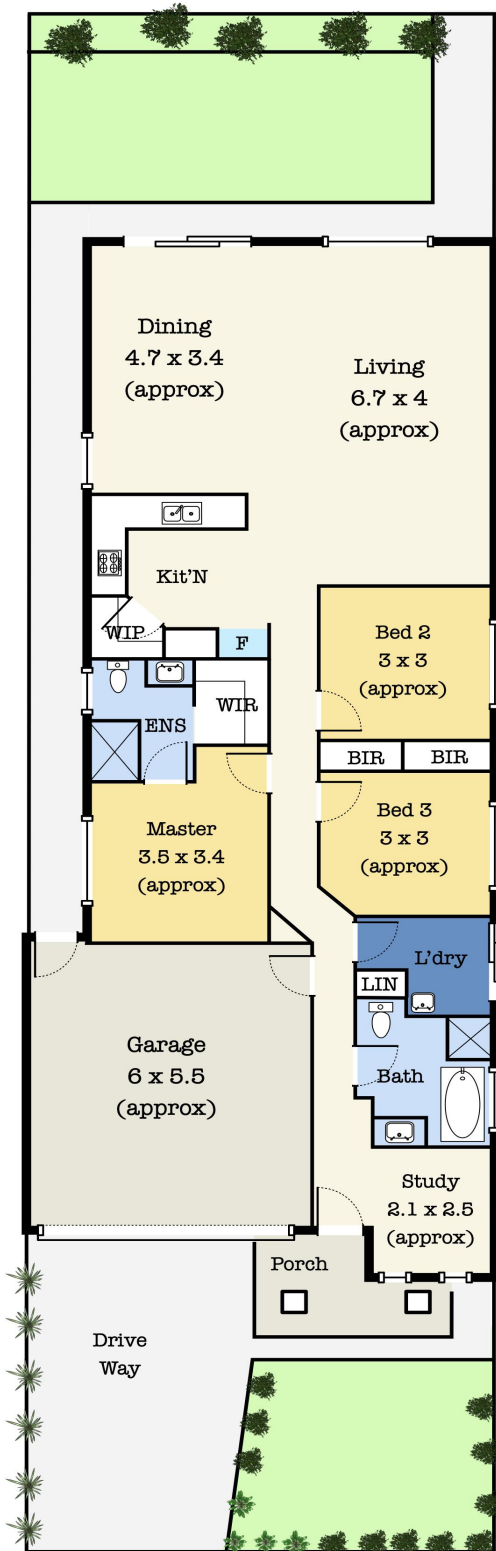 Dining
4.7 x 3.4
(approx)
Living
6.7 x 4
(approx)
Kit'N
WIP
F
Bed 2
3 x 3
(approx)
ENS
WIR
BIR
BIR
Master
3.5 x 3.4
(approx)
Bed 3
3 x 3
(approx)
L'dry
LIN
Garage
6 x 5.5
(approx)
Bath
Study
2.1 x 2.5
(approx)
Porch
Drive
Way